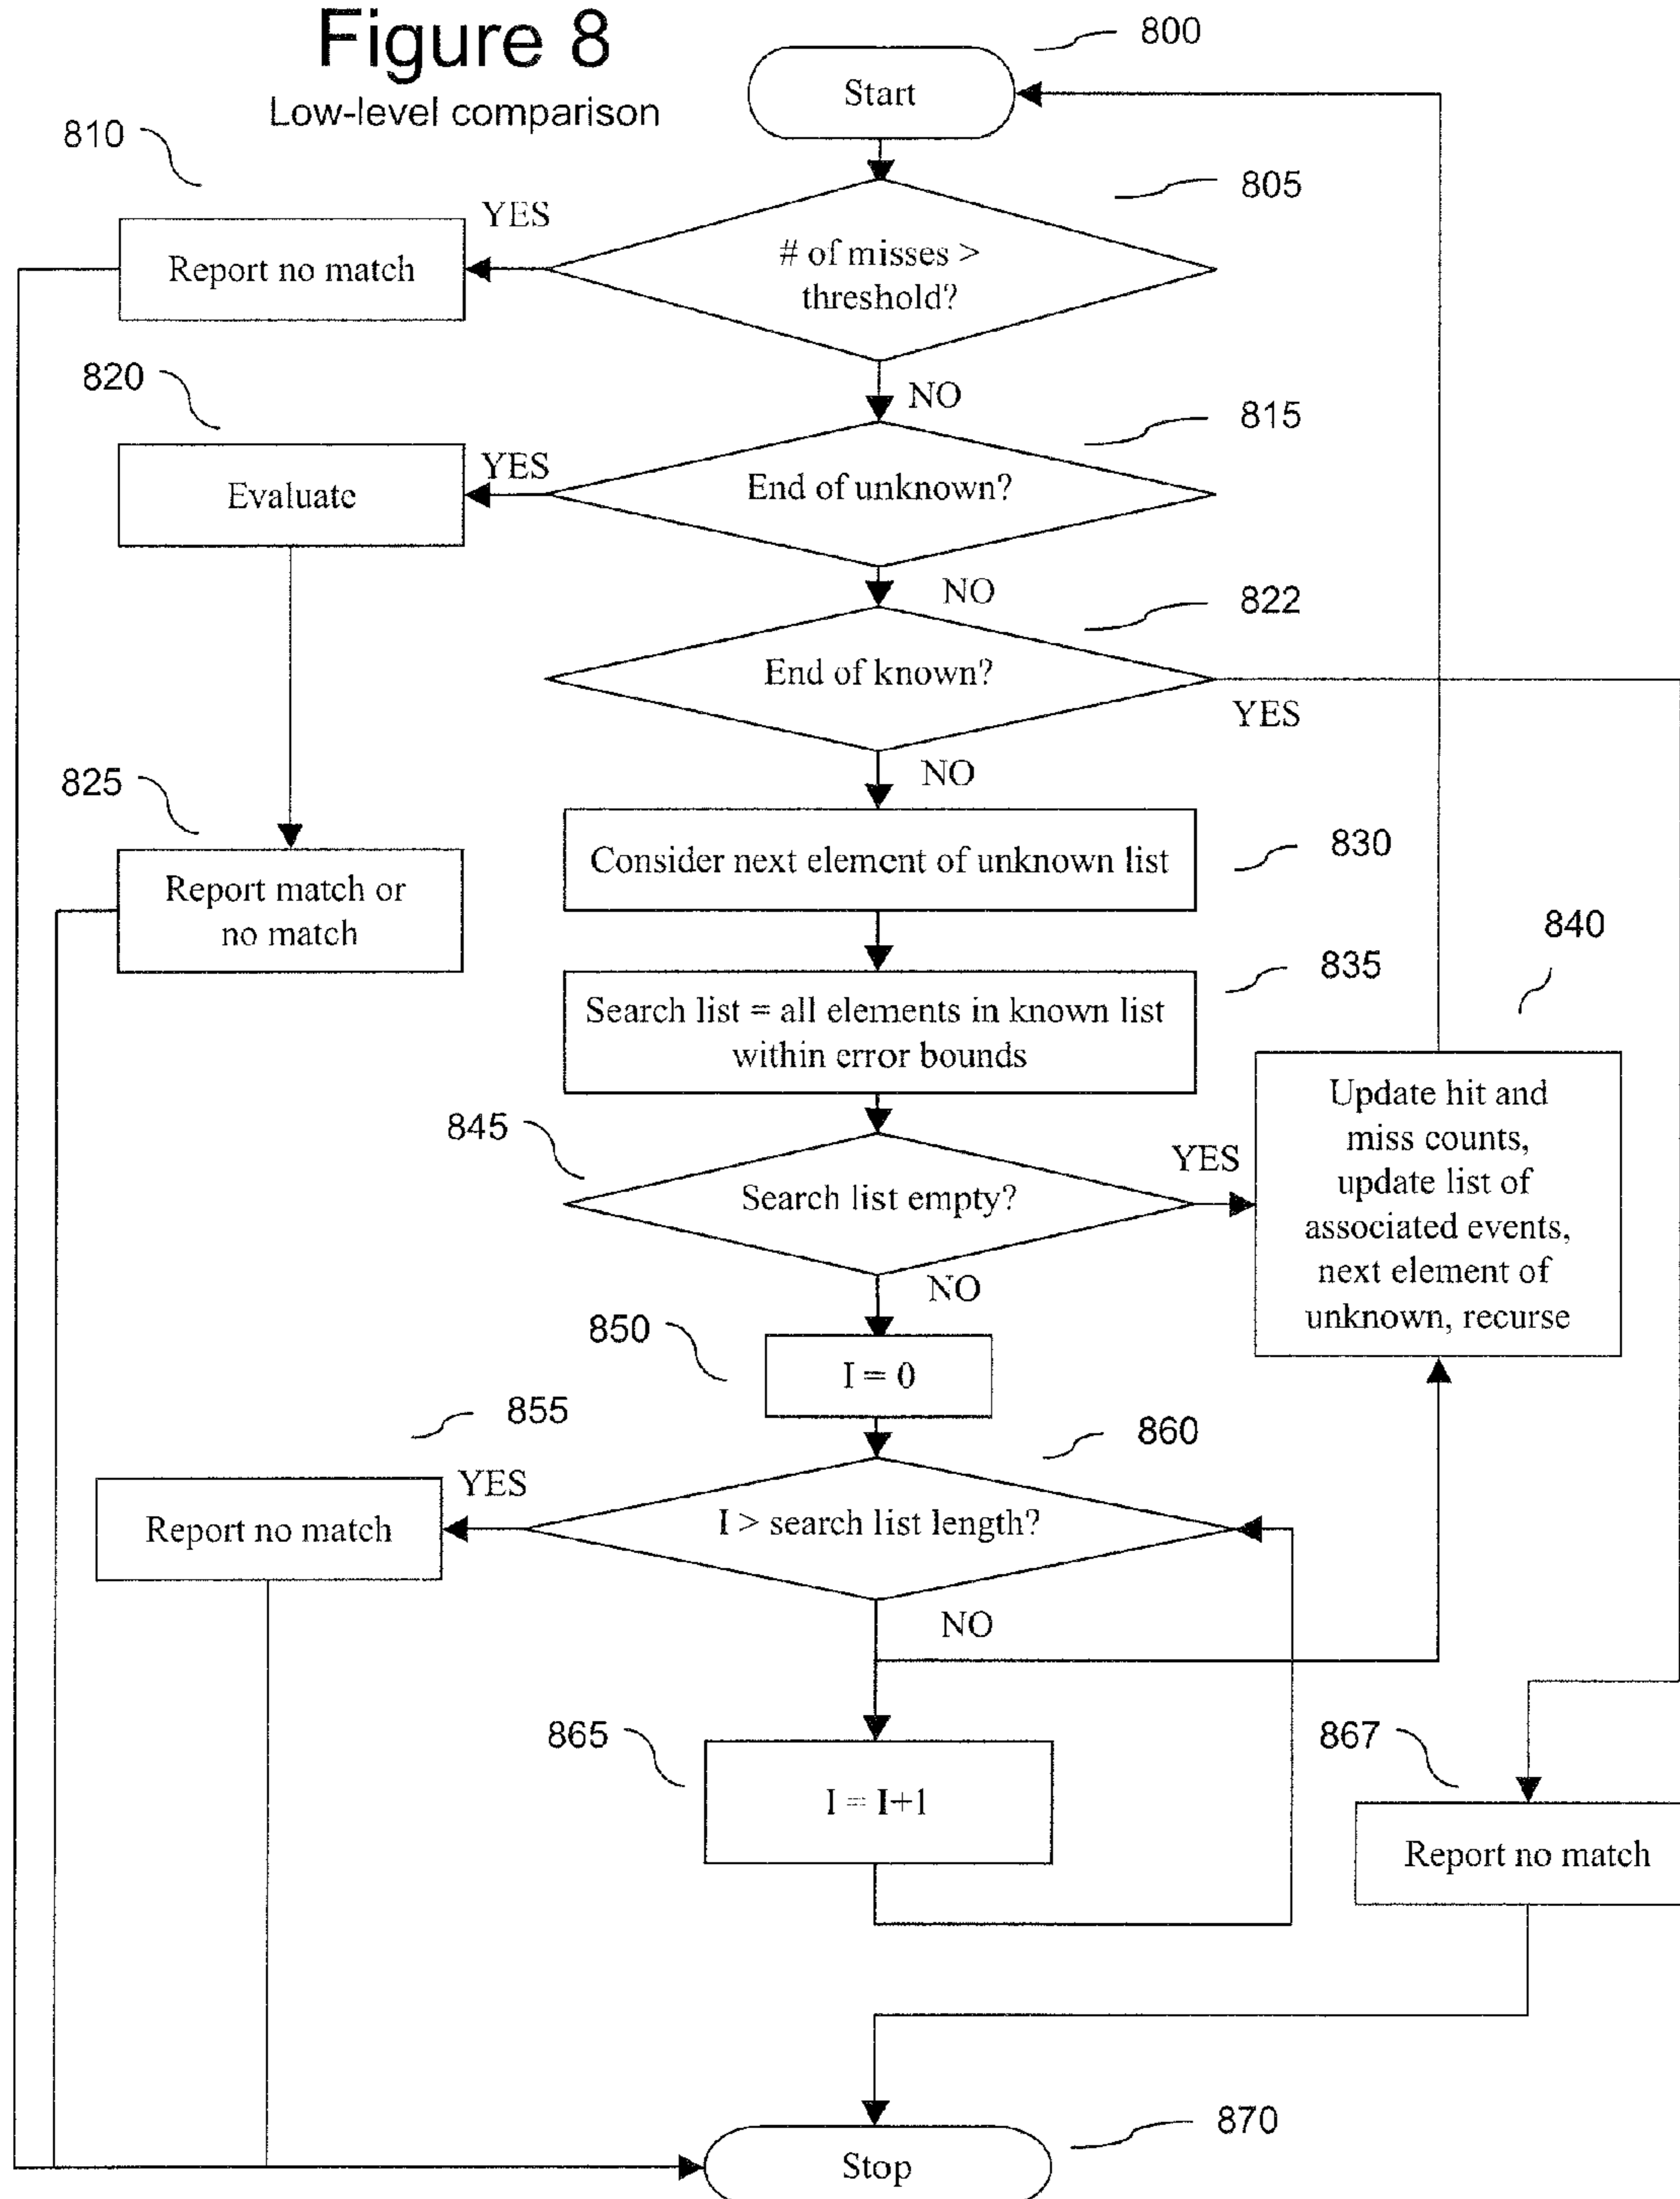 Figure 8
Low-level comparison
800
Start
810
805
YES
# of misses >
threshold?
Report no match
NO
820
815
YES
End of unknown?
Evaluate
NO
822
End of known?
YES
NO
825
830
Consider next element of unknown list
Report match or
no match
840
835
Search list = all elements in known list
within error bounds
Update hit and
miss counts,
update list of
associated events,
next element of
unknown, recurse
845
YES
Search list empty?
NO
850
I = 0
855
860
YES
I > search list length?
Report no match
NO
865
I = I+1
867
Report no match
870
Stop